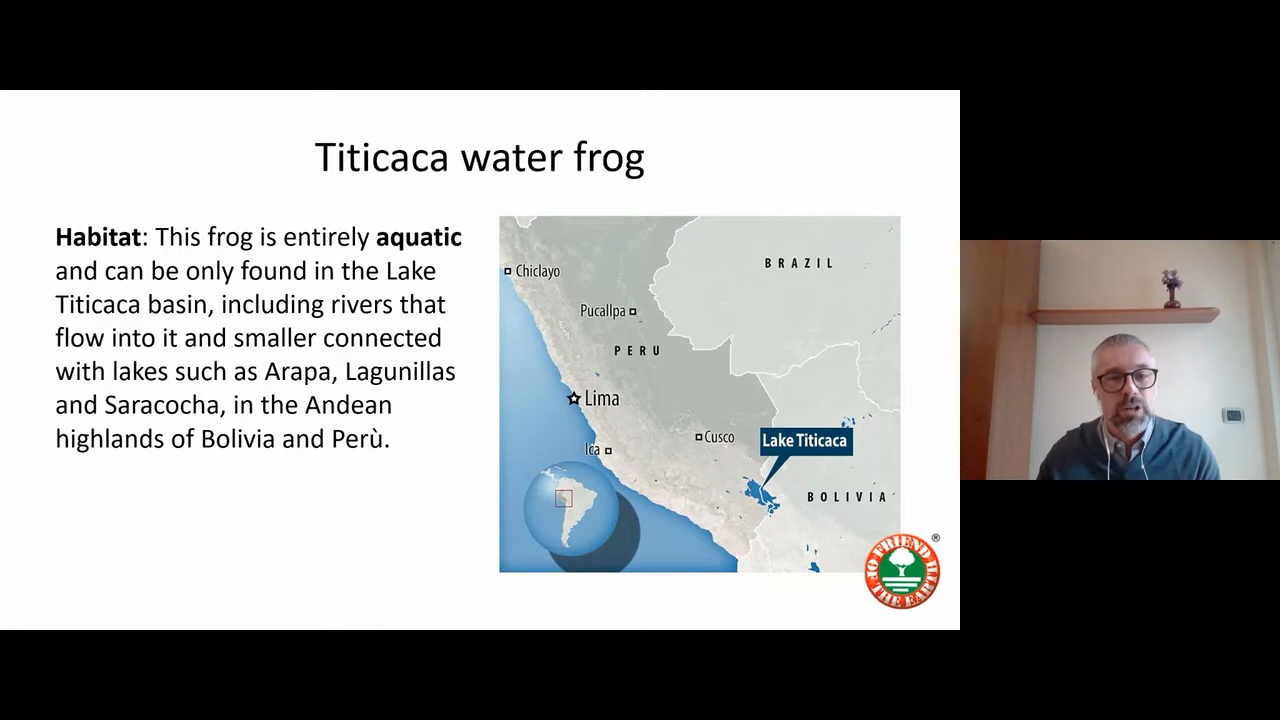 Titicaca water frog
Habitat: This frog is entirely aquatic
and can be only found in the Lake
Titicaca basin, including rivers that
flow into it and smaller connected
with lakes such as Arapa, Lagunillas
and Saracocha, in the Andean
highlands of Bolivia and Perù.
BRAZIL
Chiclayo
Pucallpa
PERU
Lima
Cusco
Lake Titicaca
Ica
BOLIVIA
FRIEND
OF THE EARTH
®